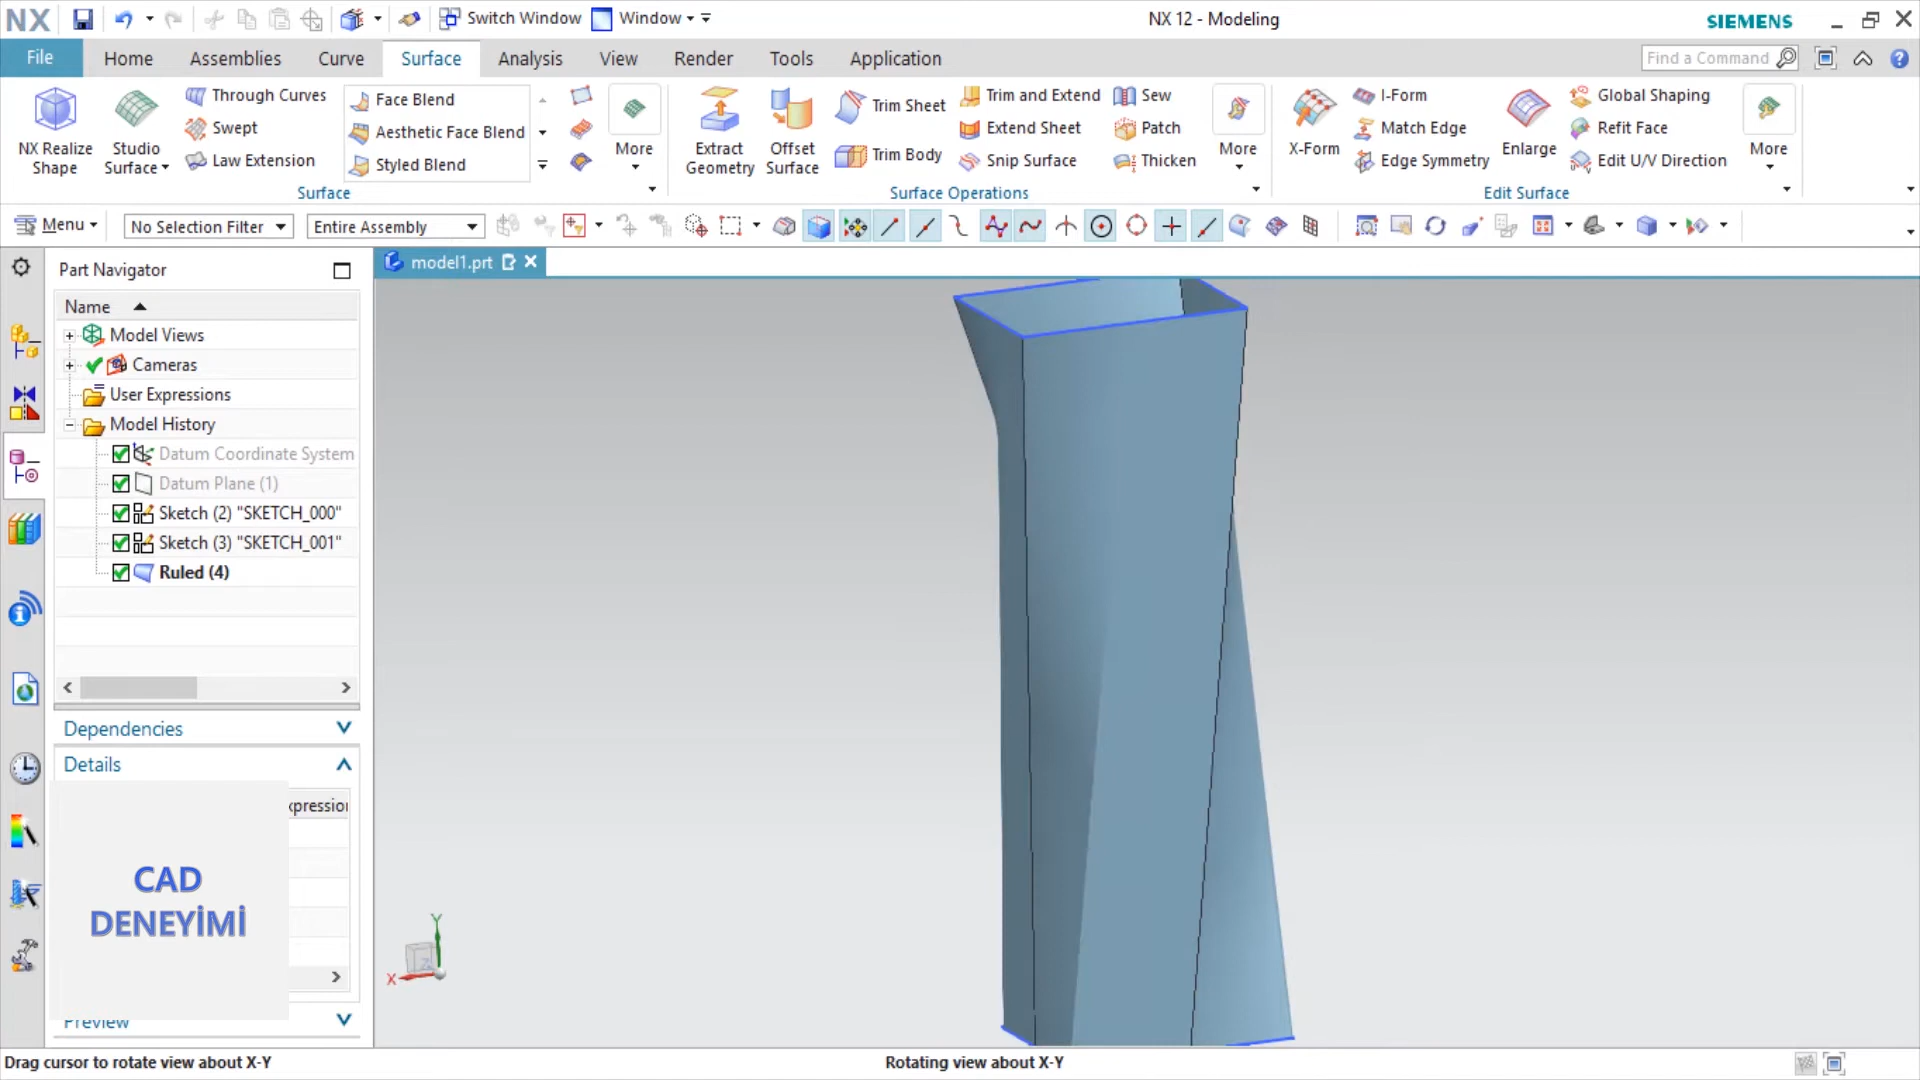 NX
Switch Window
Window
NX 12 - Modeling
SIEMENS
File
Home
Assemblies
Curve
Surface
Analysis
View
Render
Tools
Application
Find a Command
NX Realize Shape
Studio Surface
Through Curves
Swept
Law Extension
Face Blend
Aesthetic Face Blend
Styled Blend
More
Surface
Extract Geometry
Offset Surface
Trim Sheet
Trim Body
Trim and Extend
Extend Sheet
Snip Surface
Sew
Patch
Thicken
More
Surface Operations
X-Form
I-Form
Match Edge
Edge Symmetry
Enlarge
Global Shaping
Refit Face
Edit U/V Direction
More
Edit Surface
Menu
No Selection Filter
Entire Assembly
Part Navigator
model1.prt
Name
Model Views
Cameras
User Expressions
Model History
Datum Coordinate System
Datum Plane (1)
Sketch (2) "SKETCH_000"
Sketch (3) "SKETCH_001"
Ruled (4)
Dependencies
Details
xpression
CAD
DENEYİMİ
Preview
Y
Z
X
Drag cursor to rotate view about X-Y
Rotating view about X-Y